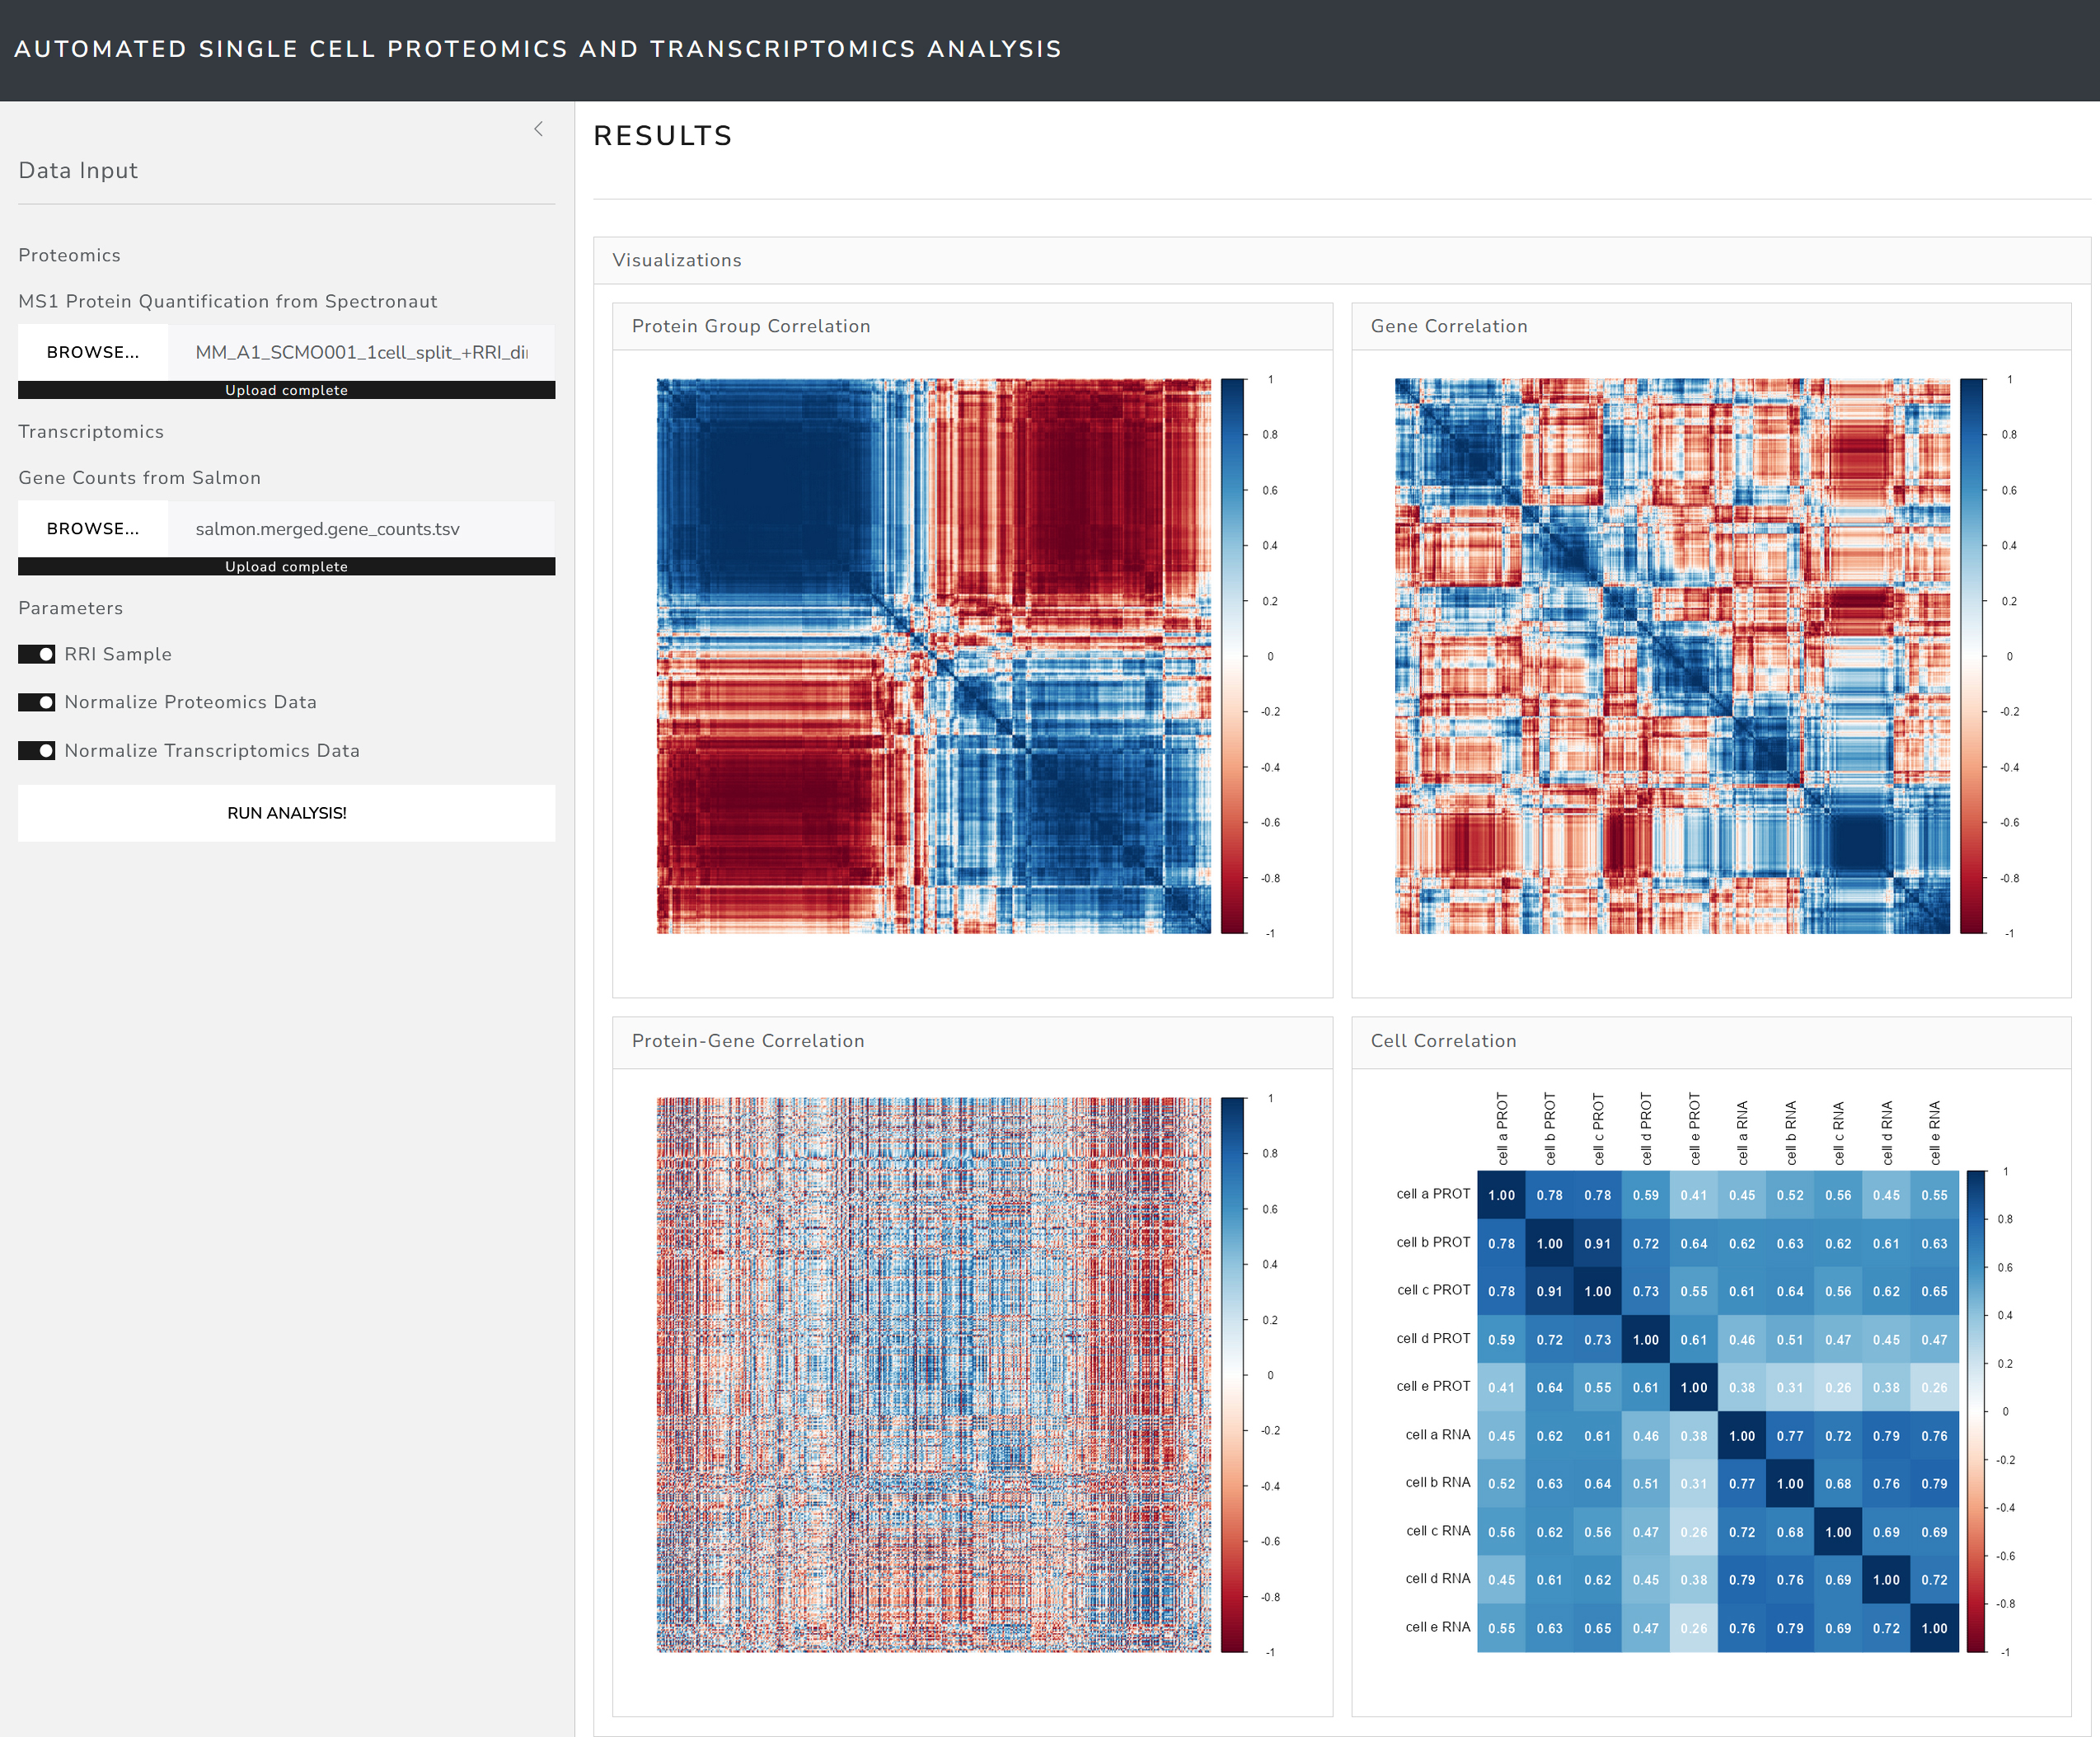 AUTOMATED SINGLE CELL PROTEOMICS AND TRANSCRIPTOMICS ANALYSIS
Data Input
Proteomics
MS1 Protein Quantification from Spectronaut
BROWSE... MM_A1_SCMO001_1cell_split_+RRI_di
Upload complete
Transcriptomics
Gene Counts from Salmon
BROWSE... salmon.merged.gene_counts.tsv
Upload complete
Parameters
RRI Sample
Normalize Proteomics Data
Normalize Transcriptomics Data
RUN ANALYSIS!
RESULTS
Visualizations
Protein Group Correlation
1
0.8
0.6
0.4
0.2
0
-0.2
-0.4
-0.6
-0.8
-1
Gene Correlation
1
0.8
0.6
0.4
0.2
0
-0.2
-0.4
-0.6
-0.8
-1
Protein-Gene Correlation
1
0.8
0.6
0.4
0.2
0
-0.2
-0.4
-0.6
-0.8
-1
Cell Correlation
cell a PROT cell b PROT cell c PROT cell d PROT cell e PROT cell a RNA cell b RNA cell c RNA cell d RNA cell e RNA
cell a PROT 1.00 0.78 0.78 0.59 0.41 0.45 0.52 0.56 0.45 0.55
cell b PROT 0.78 1.00 0.91 0.72 0.64 0.62 0.63 0.62 0.61 0.63
cell c PROT 0.78 0.91 1.00 0.73 0.55 0.61 0.64 0.56 0.62 0.65
cell d PROT 0.59 0.72 0.73 1.00 0.61 0.46 0.51 0.47 0.45 0.47
cell e PROT 0.41 0.64 0.55 0.61 1.00 0.38 0.31 0.26 0.38 0.26
cell a RNA 0.45 0.62 0.61 0.46 0.38 1.00 0.77 0.72 0.79 0.76
cell b RNA 0.52 0.63 0.64 0.51 0.31 0.77 1.00 0.68 0.76 0.79
cell c RNA 0.56 0.62 0.56 0.47 0.26 0.72 0.68 1.00 0.69 0.69
cell d RNA 0.45 0.61 0.62 0.45 0.38 0.79 0.76 0.69 1.00 0.72
cell e RNA 0.55 0.63 0.65 0.47 0.26 0.76 0.79 0.69 0.72 1.00
1
0.8
0.6
0.4
0.2
0
-0.2
-0.4
-0.6
-0.8
-1